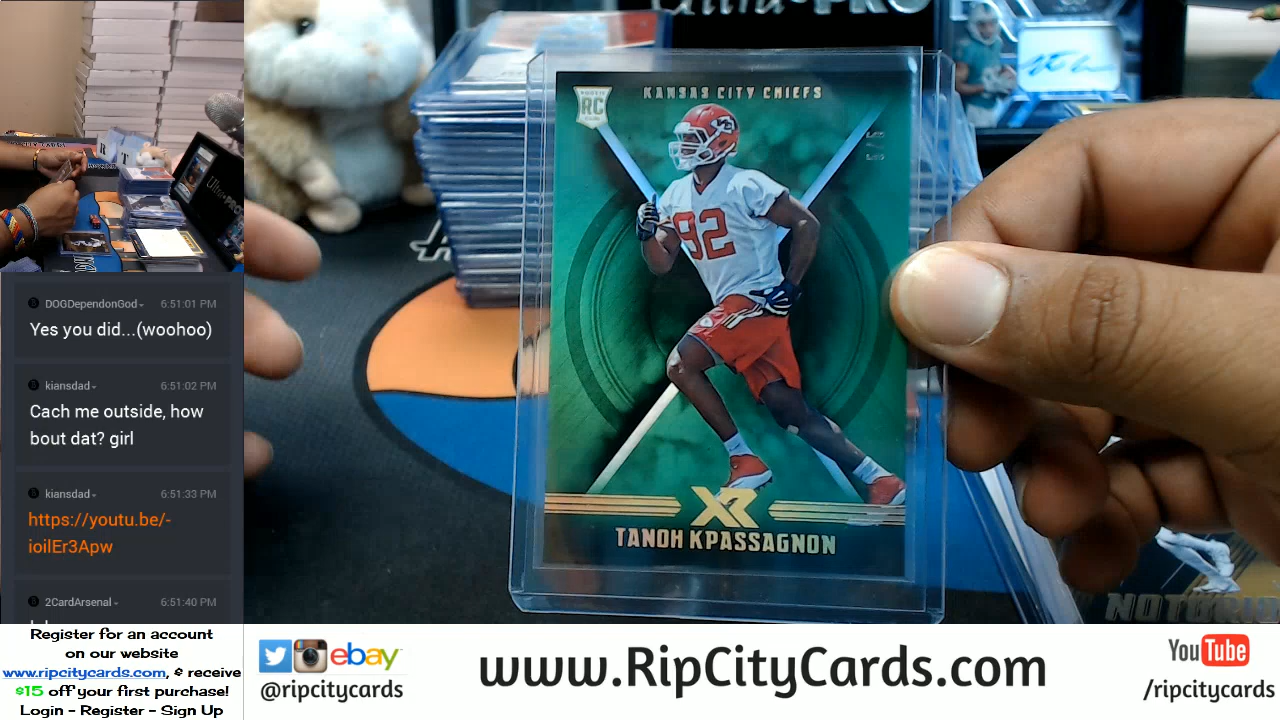 DOGDependonGod
6:51:01 PM
Yes you did...(woohoo)
kiansdad
6:51:02 PM
Cach me outside, how
bout dat? girl
kiansdad
6:51:33 PM
https://youtu.be/-
ioilEr3Apw
2CardArsenal
6:51:40 PM
Register for an account
on our website
www.ripcitycards.com, & receive
$15 off your first purchase!
Login - Register - Sign Up
Ultra·PRO
RC
KANSAS CITY CHIEFS
92
XR
TANOH KPASSAGNON
ebay
@ripcitycards
www.RipCityCards.com
YouTube
/ripcitycards